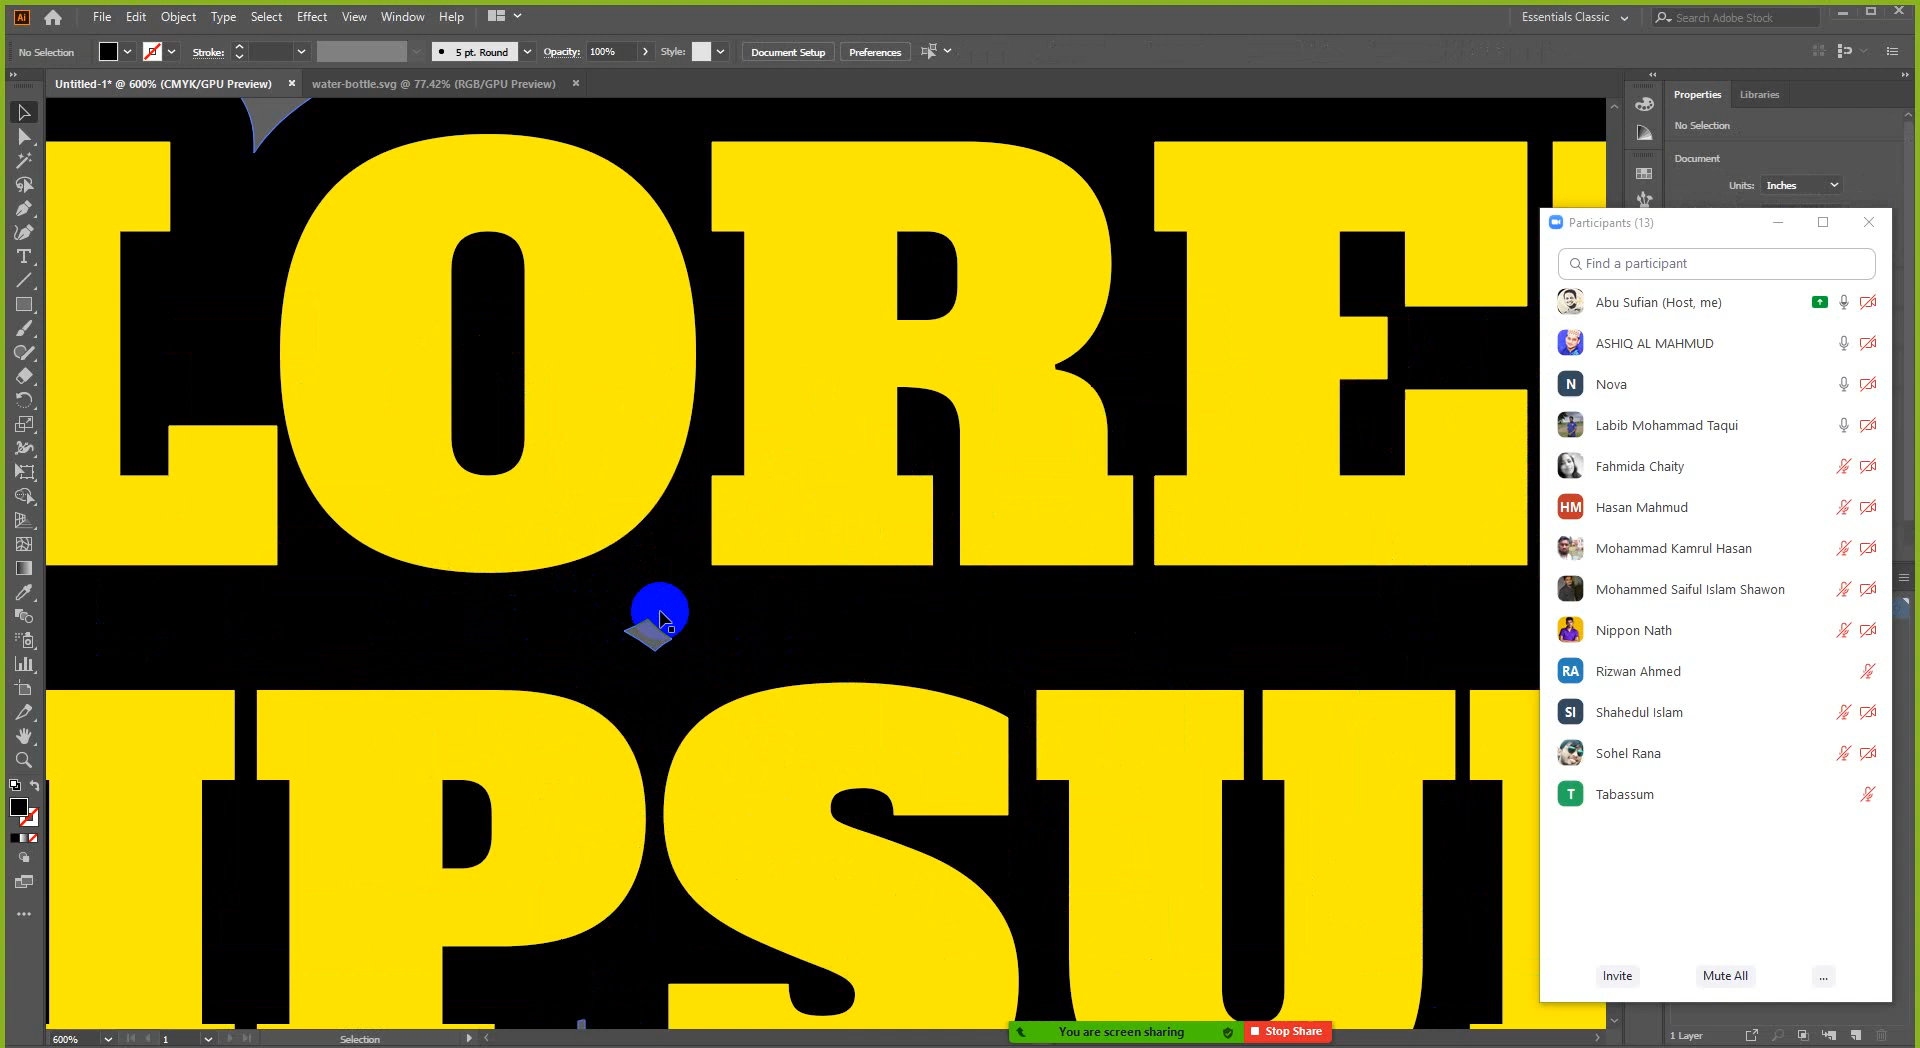 Ai File Edit Object Type Select Effect View Window Help Essentials Classic Search Adobe Stock
No Selection Stroke: 5 pt. Round Opacity: 100% Style: Document Setup Preferences
Untitled-1* @ 600% (CMYK/GPU Preview) × water-bottle.svg @ 77.42% (RGB/GPU Preview) ×
Properties Libraries
No Selection
Document
Units: Inches
LORE
IPSU
Participants (13)
Find a participant
Abu Sufian (Host, me)
ASHIQ AL MAHMUD
N Nova
Labib Mohammad Taqui
Fahmida Chaity
HM Hasan Mahmud
Mohammad Kamrul Hasan
Mohammed Saiful Islam Shawon
Nippon Nath
RA Rizwan Ahmed
SI Shahedul Islam
Sohel Rana
T Tabassum
Invite Mute All ...
You are screen sharing Stop Share
600% 1 Selection
1 Layer